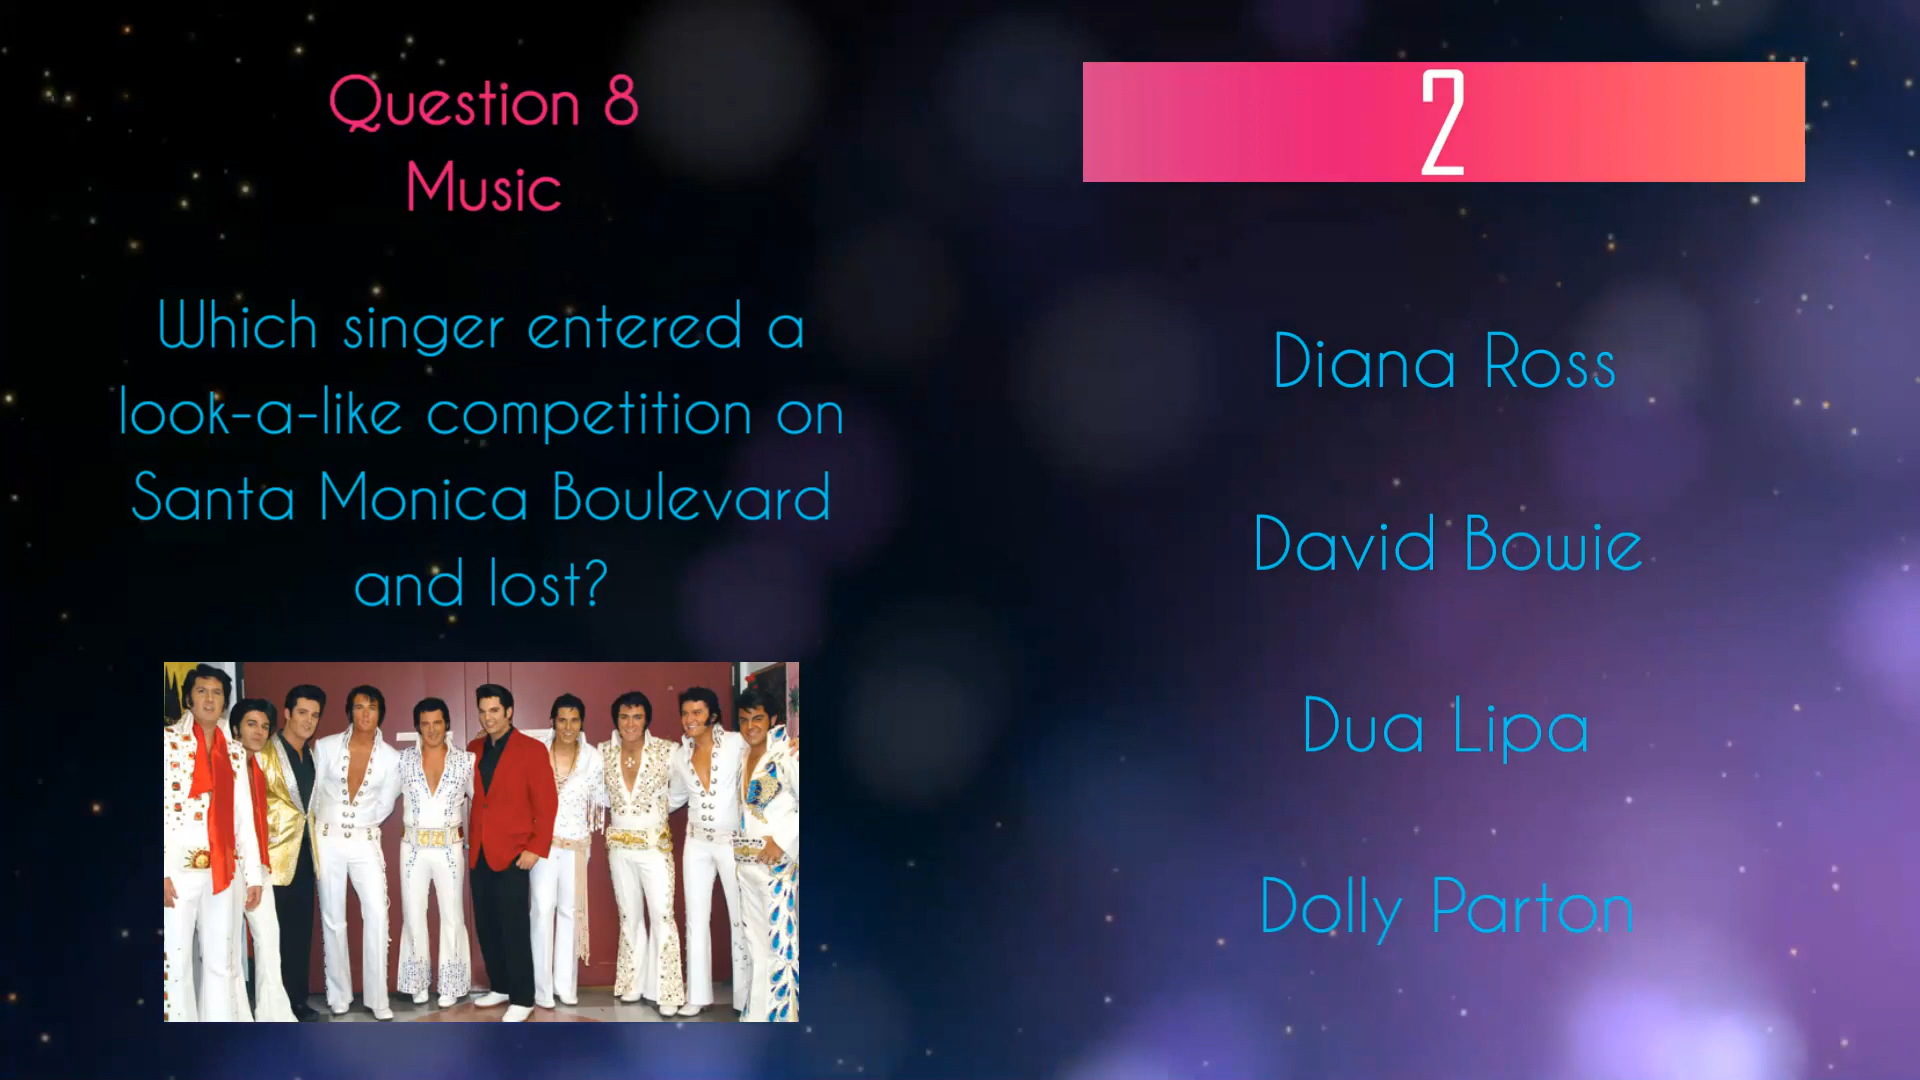 Question 8
Music
Which singer entered a
look-a-like competition on
Santa Monica Boulevard
and lost?
2
Diana Ross
David Bowie
Dua Lipa
Dolly Parton